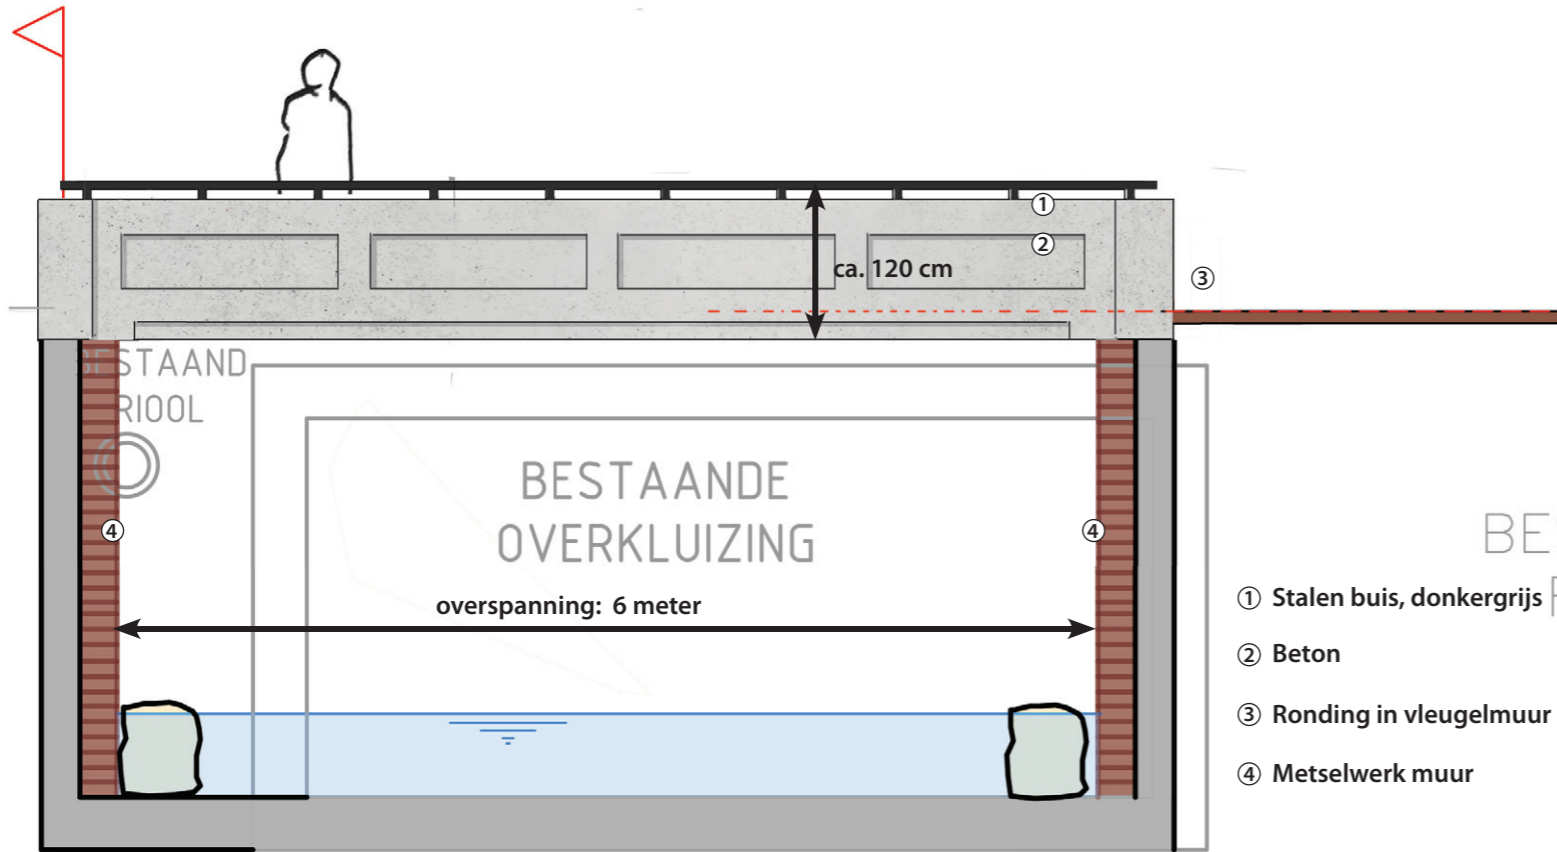 ①
②
ca. 120 cm
③
BESTAAND
RIOOL
BESTAANDE
OVERKLUIZING
④
④
overspanning: 6 meter
① Stalen buis, donkergrijs
② Beton
③ Ronding in vleugelmuur
④ Metselwerk muur